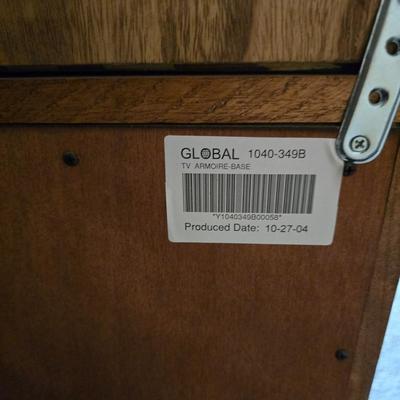 GLOBAL 1040-349B
TV ARMOIRE-BASE
*Y1040349B00058*
Produced Date: 10-27-04